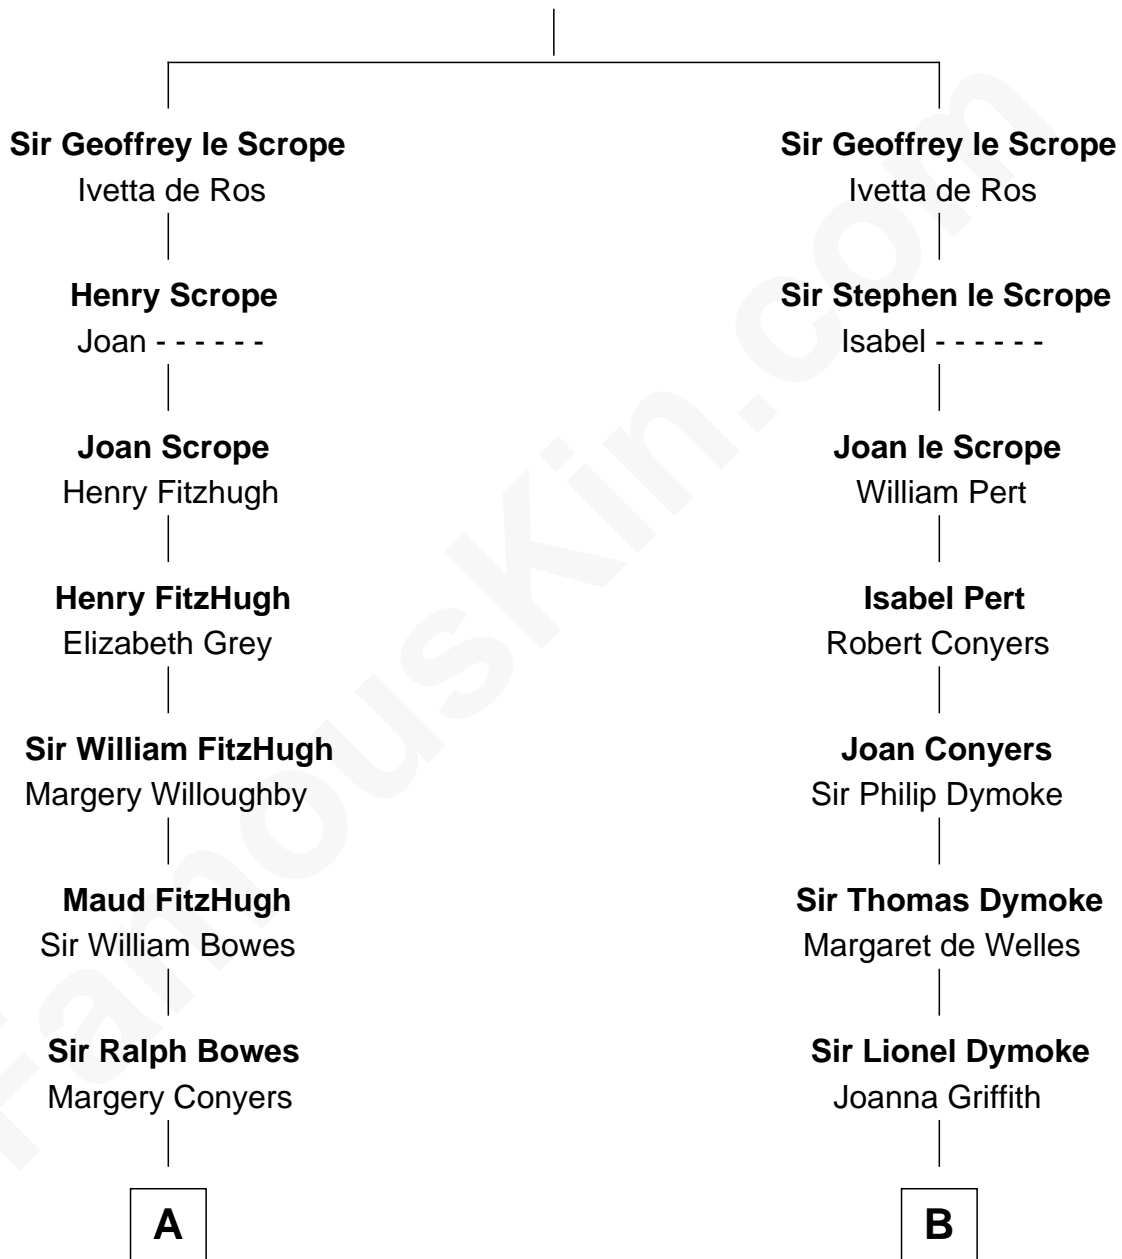 Sir Geoffrey le Scrope
Ivetta de Ros
Henry Scrope
Joan - - - - - -
Joan Scrope
Henry Fitzhugh
Henry FitzHugh
Elizabeth Grey
Sir William FitzHugh
Margery Willoughby
Maud FitzHugh
Sir William Bowes
Sir Ralph Bowes
Margery Conyers
A
Sir Geoffrey le Scrope
Ivetta de Ros
Sir Stephen le Scrope
Isabel - - - - - -
Joan le Scrope
William Pert
Isabel Pert
Robert Conyers
Joan Conyers
Sir Philip Dymoke
Sir Thomas Dymoke
Margaret de Welles
Sir Lionel Dymoke
Joanna Griffith
B
FamousKin.com